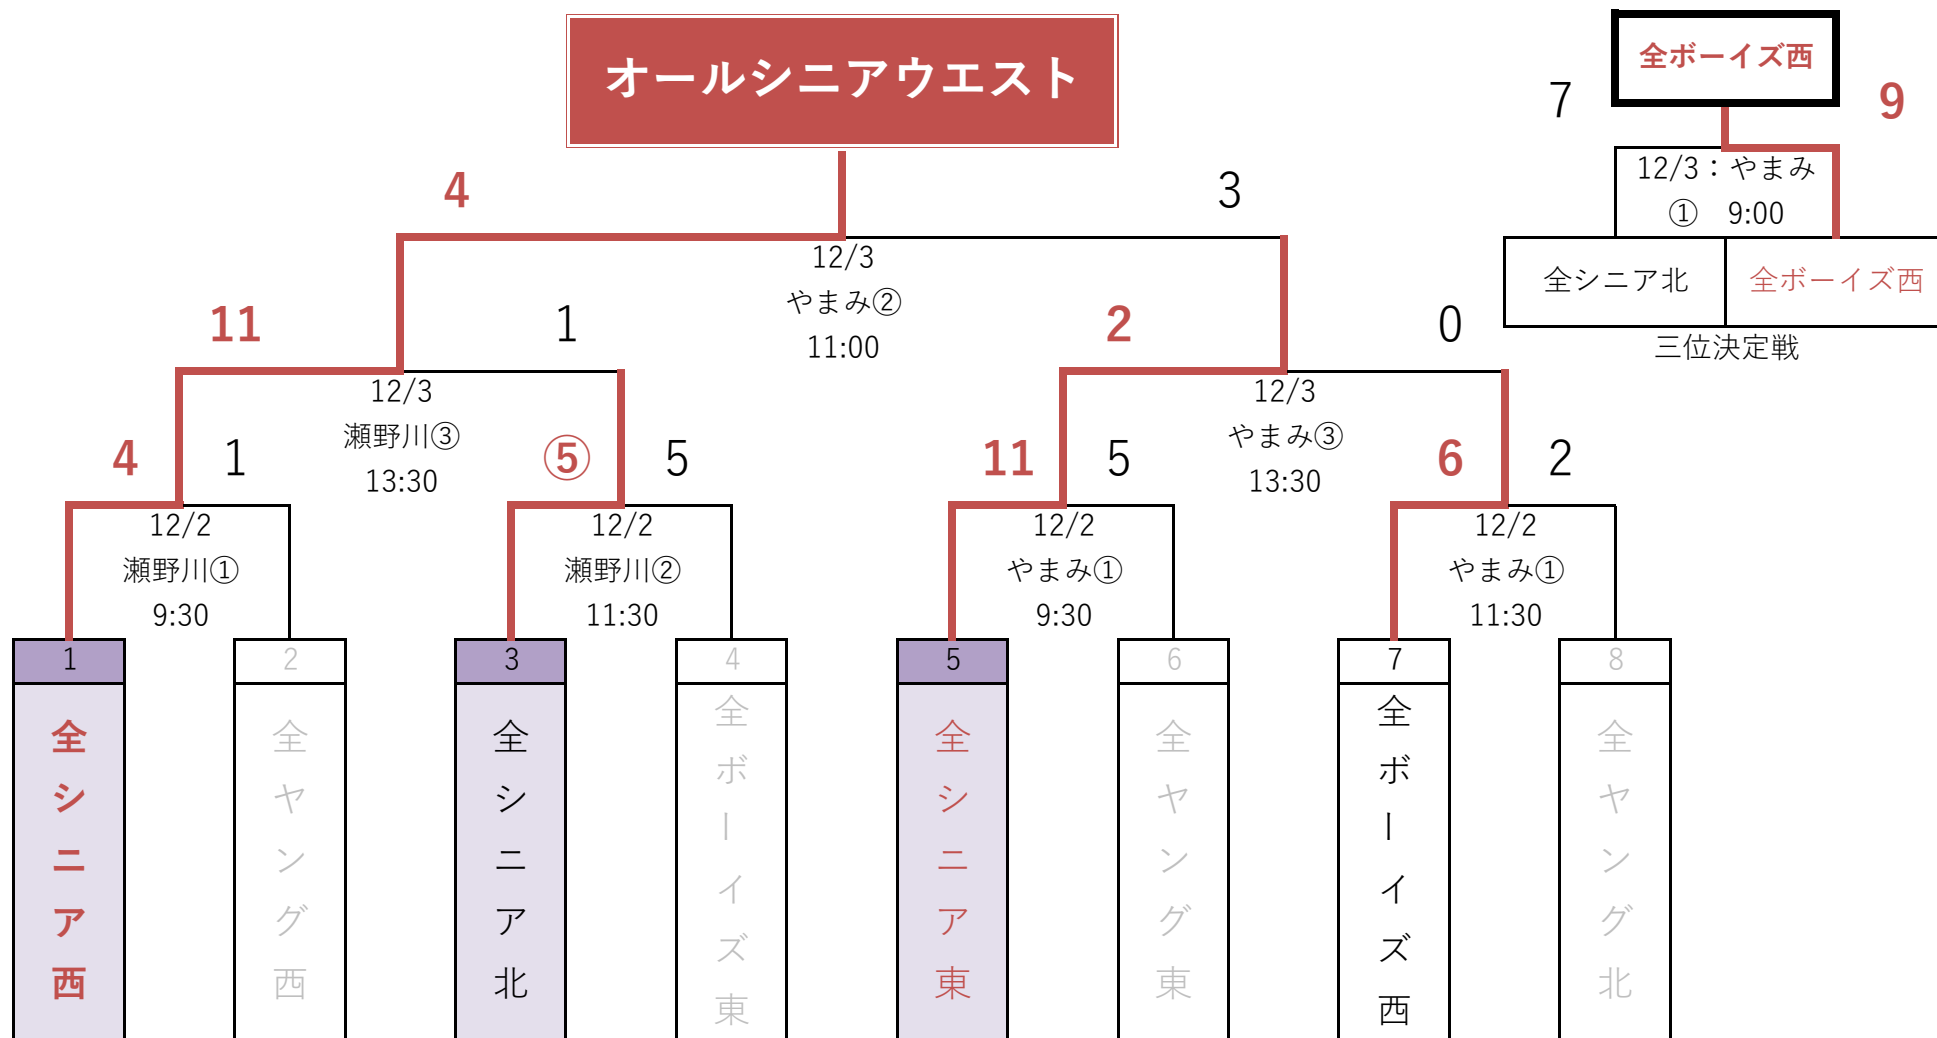 オールシニアウエスト
全ボーイズ西
7
9
12/3：やまみ
①　9:00
全シニア北
全ボーイズ西
三位決定戦
4
3
12/3
やまみ②
11:00
11
1
12/3
瀬野川③
13:30
2
0
12/3
やまみ③
13:30
4
1
12/2
瀬野川①
9:30
⑤
5
12/2
瀬野川②
11:30
11
5
12/2
やまみ①
9:30
6
2
12/2
やまみ①
11:30
1
全シニア西
2
全ヤング西
3
全シニア北
4
全ボーイズ東
5
全シニア東
6
全ヤング東
7
全ボーイズ西
8
全ヤング北